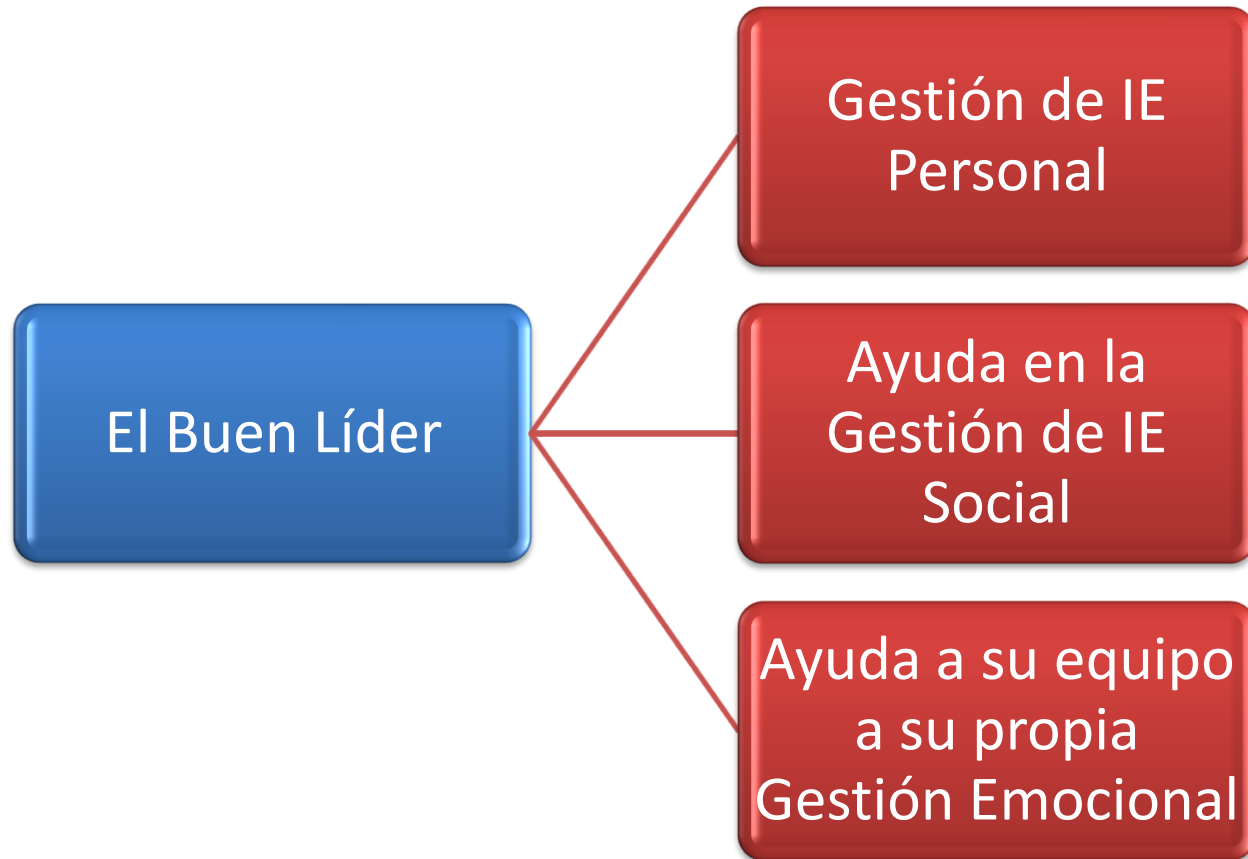 Gestión de IE
Personal
El Buen Líder
Ayuda en la
Gestión de IE
Social
Ayuda a su equipo
a su propia
Gestión Emocional